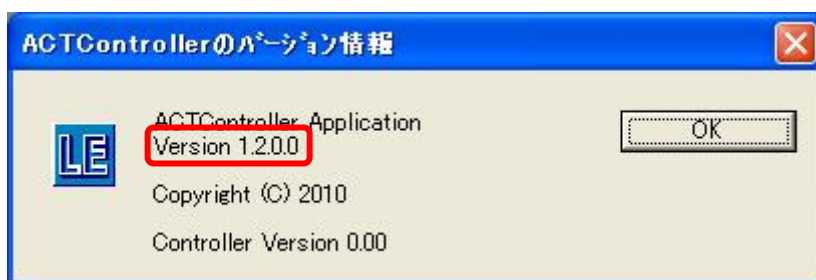 ACTControllerのﾊﾞｰｼﾞｮﾝ情報
ACTController Application
LE
Version 1.2.0.0
OK
Copyright (C) 2010
Controller Version 0.00